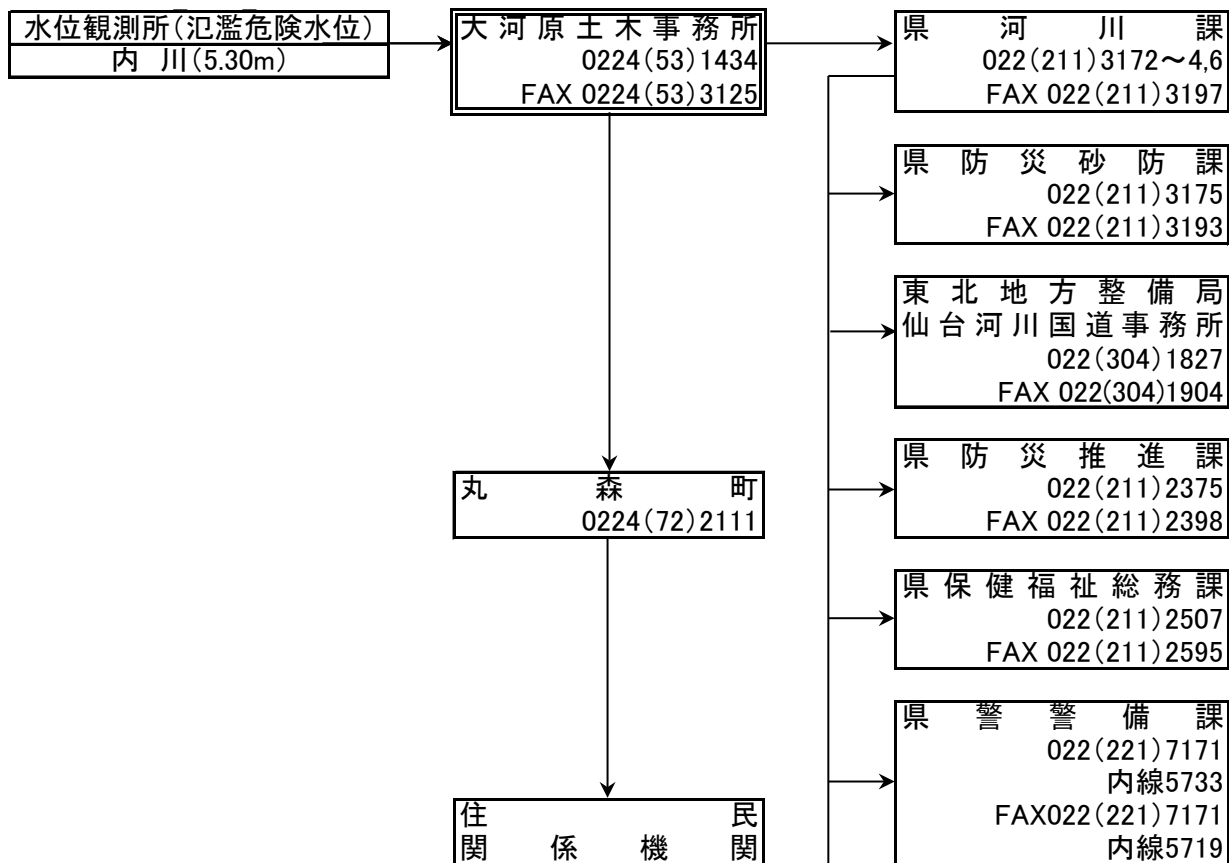 水位観測所(氾濫危険水位)
内 川(5.30m)
大河原土木事務所
0224(53)1434
FAX 0224(53)3125
県河川課
022(211)3172~4,6
FAX 022(211)3197
県防災砂防課
022(211)3175
FAX 022(211)3193
東北地方整備局
仙台河川国道事務所
022(304)1827
FAX 022(304)1904
県防災推進課
022(211)2375
FAX 022(211)2398
丸森町
0224(72)2111
県保健福祉総務課
022(211)2507
FAX 022(211)2595
県警警備課
022(221)7171
内線5733
FAX022(221)7171
内線5719
住民
関係機関